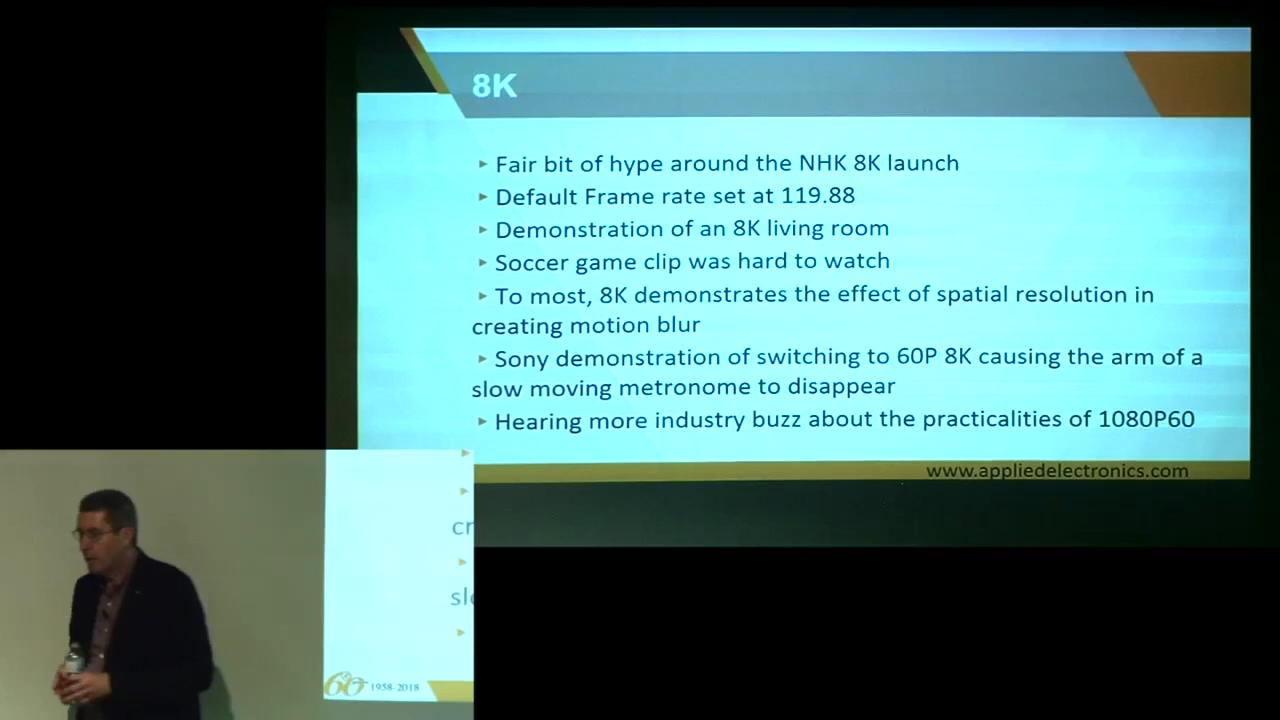 8K
▸ Fair bit of hype around the NHK 8K launch
▸ Default Frame rate set at 119.88
▸ Demonstration of an 8K living room
▸ Soccer game clip was hard to watch
▸ To most, 8K demonstrates the effect of spatial resolution in
creating motion blur
▸ Sony demonstration of switching to 60P 8K causing the arm of a
slow moving metronome to disappear
▸ Hearing more industry buzz about the practicalities of 1080P60
www.appliedelectronics.com
cr
slo
60 1958-2018